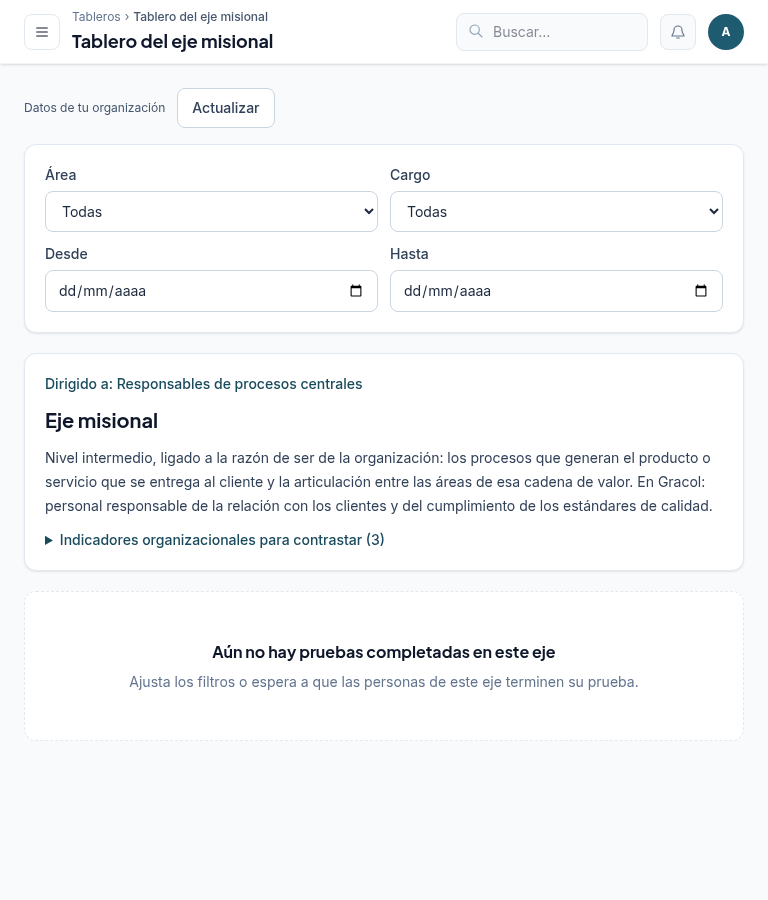 Tableros › Tablero del eje misional
Tablero del eje misional
Buscar...
A
Datos de tu organización
Actualizar
Área
Cargo
Todas
Todas
Desde
Hasta
dd/mm/aaaa
dd/mm/aaaa
Dirigido a: Responsables de procesos centrales
Eje misional
Nivel intermedio, ligado a la razón de ser de la organización: los procesos que generan el producto o
servicio que se entrega al cliente y la articulación entre las áreas de esa cadena de valor. En Gracol:
personal responsable de la relación con los clientes y del cumplimiento de los estándares de calidad.
Indicadores organizacionales para contrastar (3)
Aún no hay pruebas completadas en este eje
Ajusta los filtros o espera a que las personas de este eje terminen su prueba.